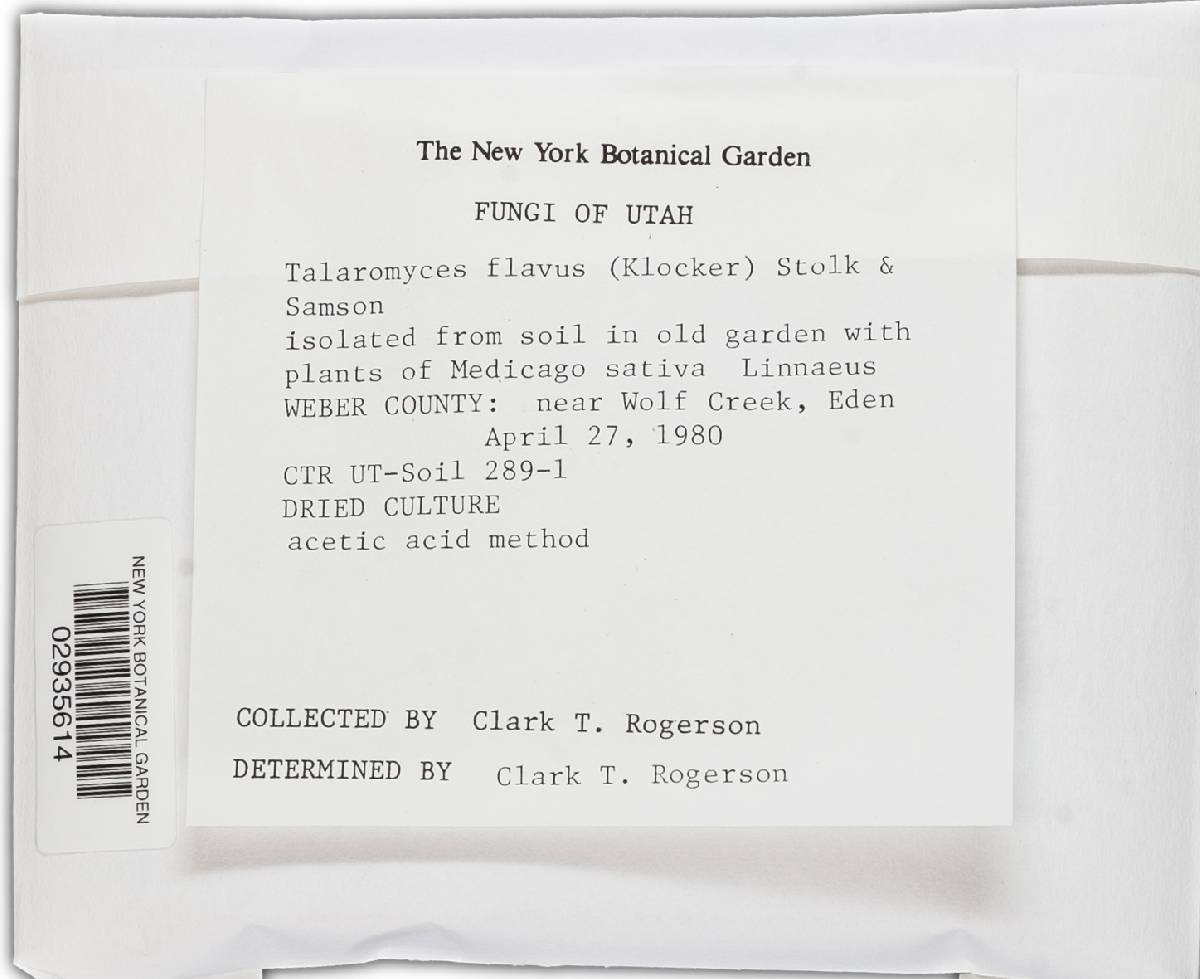 The New York Botanical Garden
FUNGI OF UTAH
Talaromyces flavus (Klocker) Stolk &
Samson
isolated from soil in old garden with
plants of Medicago sativa Linnaeus
WEBER COUNTY: near Wolf Creek, Eden
April 27, 1980
CTR UT-Soil 289-1
DRIED CULTURE
acetic acid method
COLLECTED BY Clark T. Rogerson
DETERMINED BY Clark T. Rogerson
NEW YORK BOTANICAL GARDEN
02935614